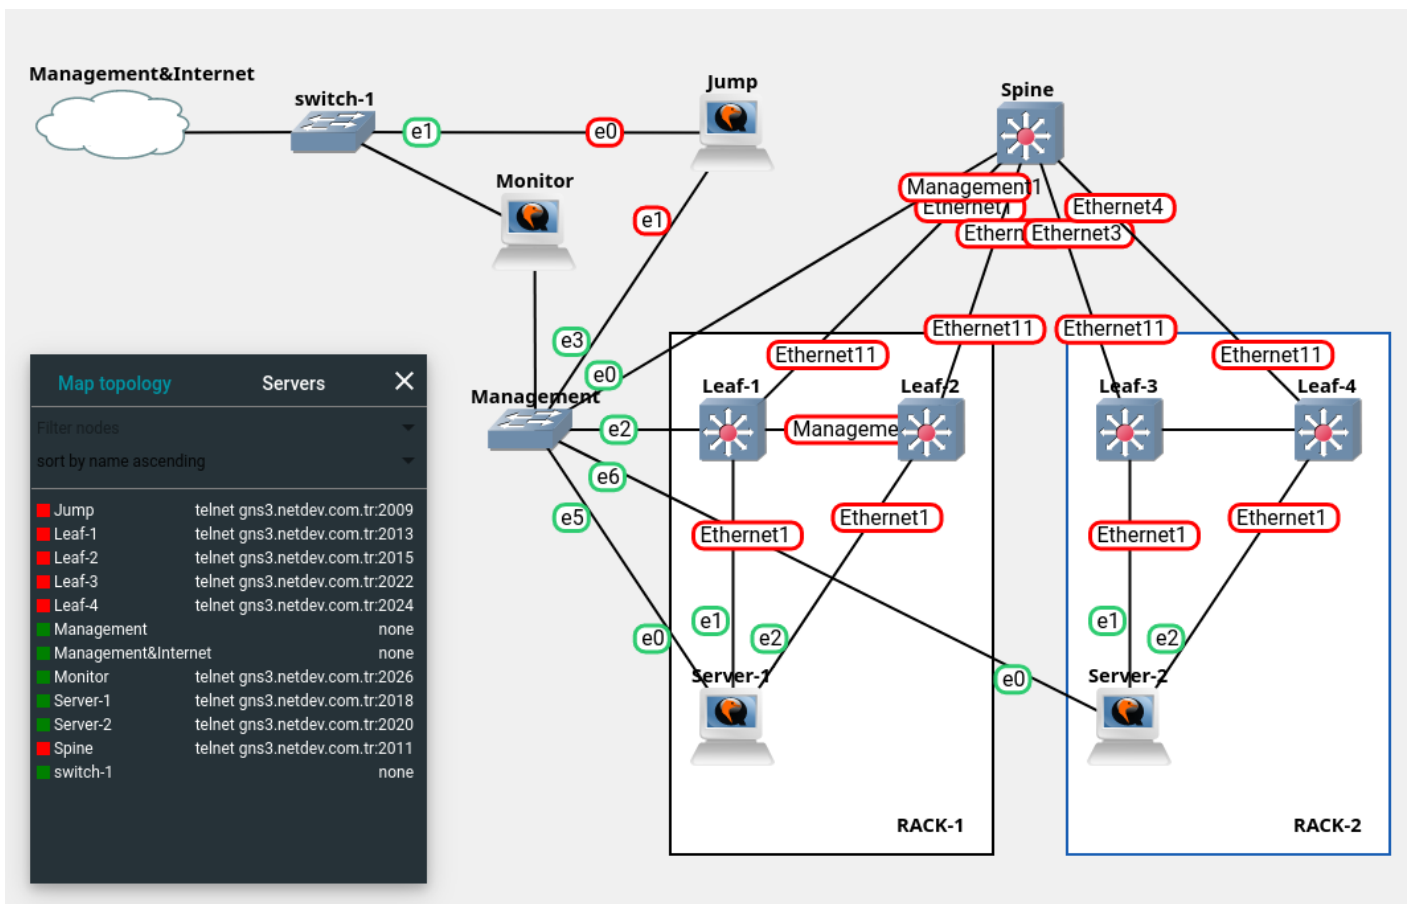 Management&Internet
switch-1
Jump
Spine
e1
e0
Monitor
Management1
Ethernet1
Ethernet4
e1
Ethern
Ethernet3
Ethernet11
Ethernet11
e3
Ethernet11
Ethernet11
e0
Management
Leaf-1
Leaf-2
Leaf-3
Leaf-4
e2
Manageme
e6
e5
Ethernet1
Ethernet1
Ethernet1
Ethernet1
e1
e0
e2
e1
e2
Server-1
e0
Server-2
RACK-1
RACK-2
Map topology
Servers
Filter nodes
sort by name ascending
Jump telnet gns3.netdev.com.tr:2009
Leaf-1 telnet gns3.netdev.com.tr:2013
Leaf-2 telnet gns3.netdev.com.tr:2015
Leaf-3 telnet gns3.netdev.com.tr:2022
Leaf-4 telnet gns3.netdev.com.tr:2024
Management none
Management&Internet none
Monitor telnet gns3.netdev.com.tr:2026
Server-1 telnet gns3.netdev.com.tr:2018
Server-2 telnet gns3.netdev.com.tr:2020
Spine telnet gns3.netdev.com.tr:2011
switch-1 none